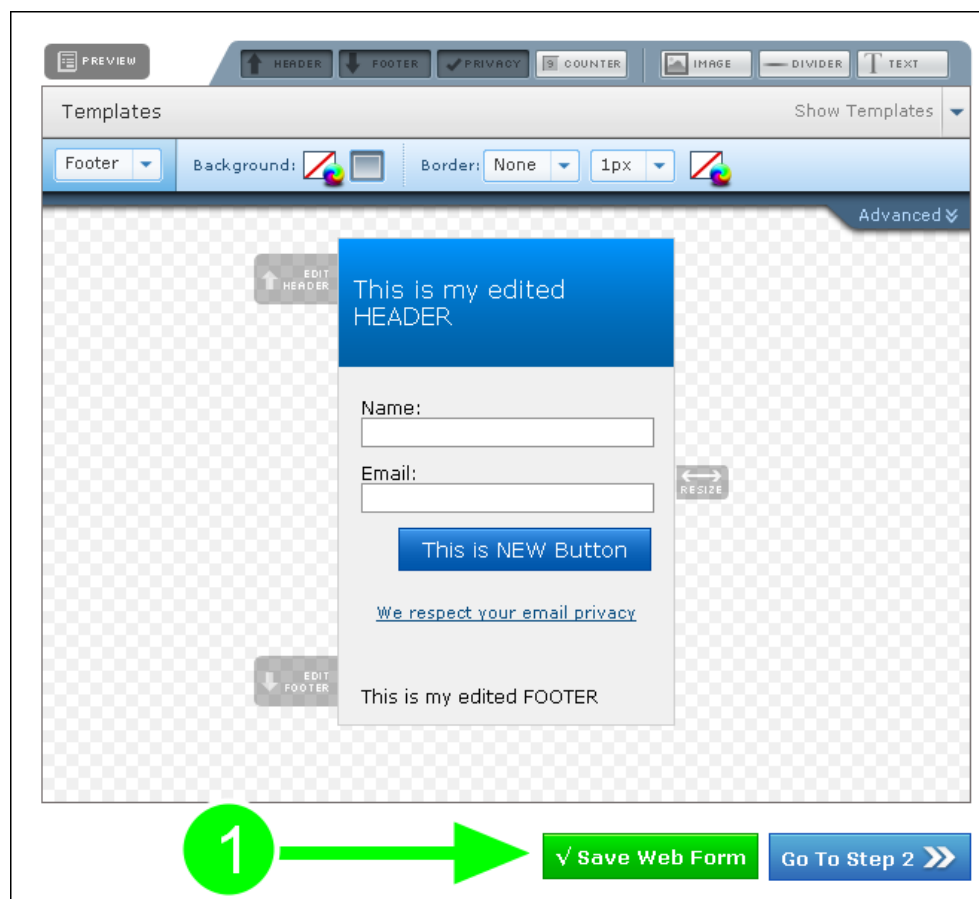 PREVIEW
HEADER FOOTER PRIVACY 9 COUNTER IMAGE DIVIDER T TEXT
Templates Show Templates
Footer Background: Border: None 1px
Advanced
EDIT
HEADER
This is my edited
HEADER
Name:
Email:
RESIZE
This is NEW Button
We respect your email privacy
EDIT
FOOTER
This is my edited FOOTER
1
√ Save Web Form Go To Step 2